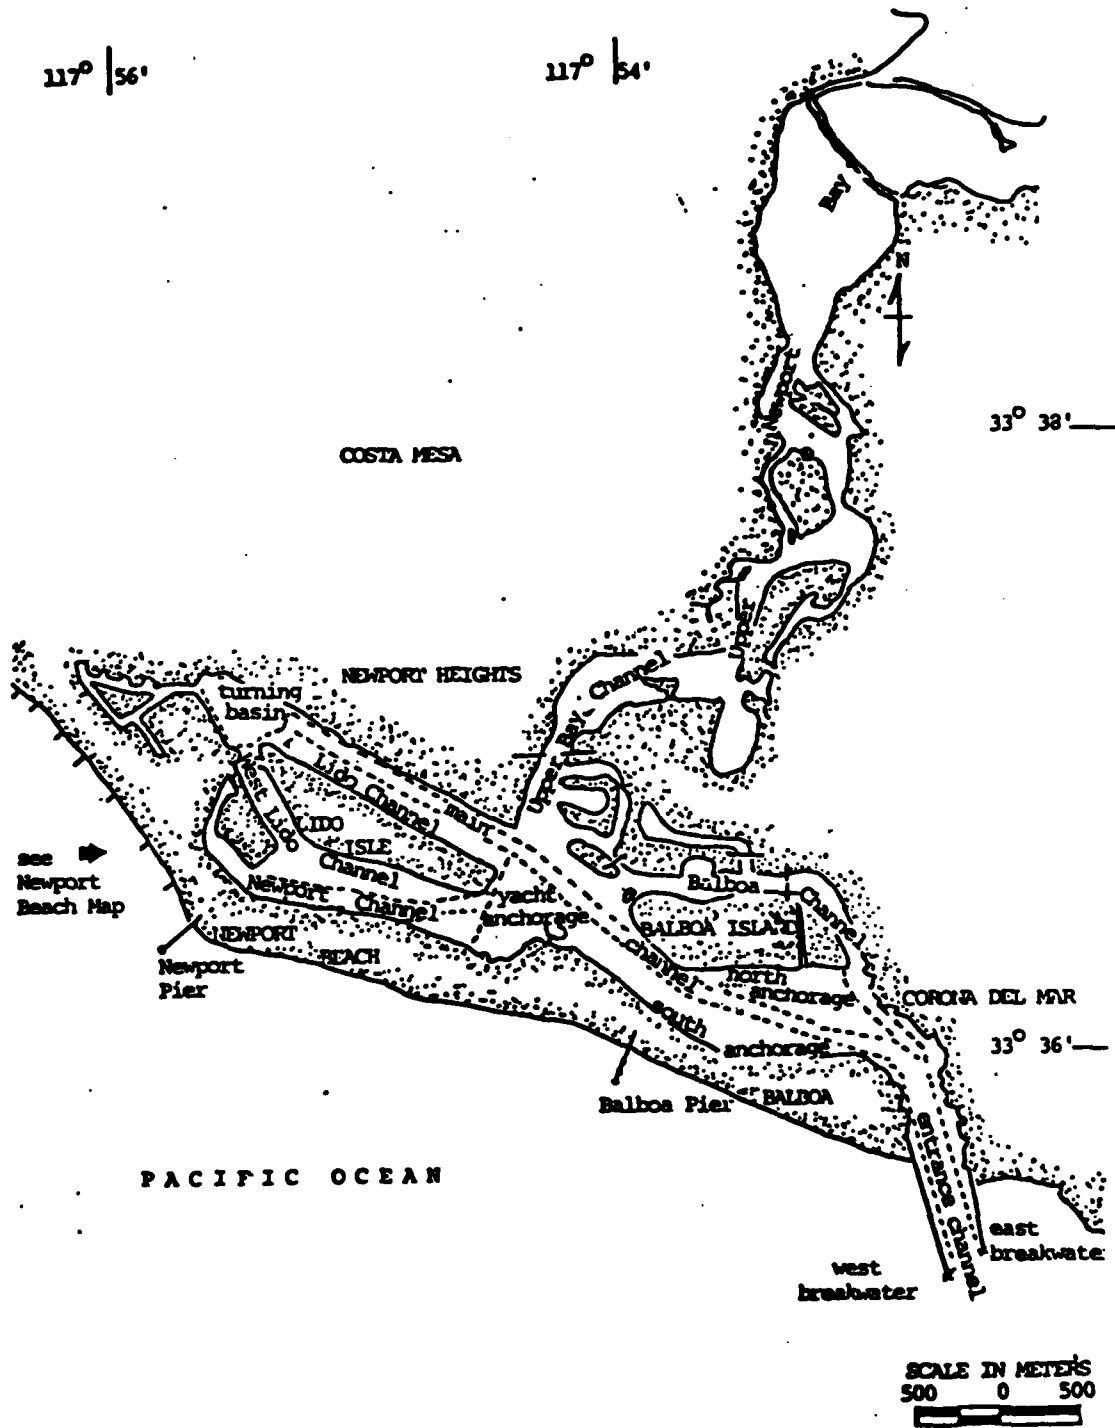 117° 56'
117° 54'
Bay
N
Newport
33° 38'
COSTA MESA
Upper
NEWPORT HEIGHTS
Upper Bay Channel
turning
basin
Lido Channel
main
West Lido
LIDO
ISLE
Channel
see
Newport
Beach Map
Newport Channel
yacht
anchorage
Balboa
Channel
BALBOA ISLAND
NEWPORT
BEACH
channel
north
anchorage
Newport
Pier
CORONA DEL MAR
south
anchorage
33° 36'
Balboa Pier
BALBOA
entrance channel
PACIFIC OCEAN
east
breakwater
west
breakwater
SCALE IN METERS
500 0 500